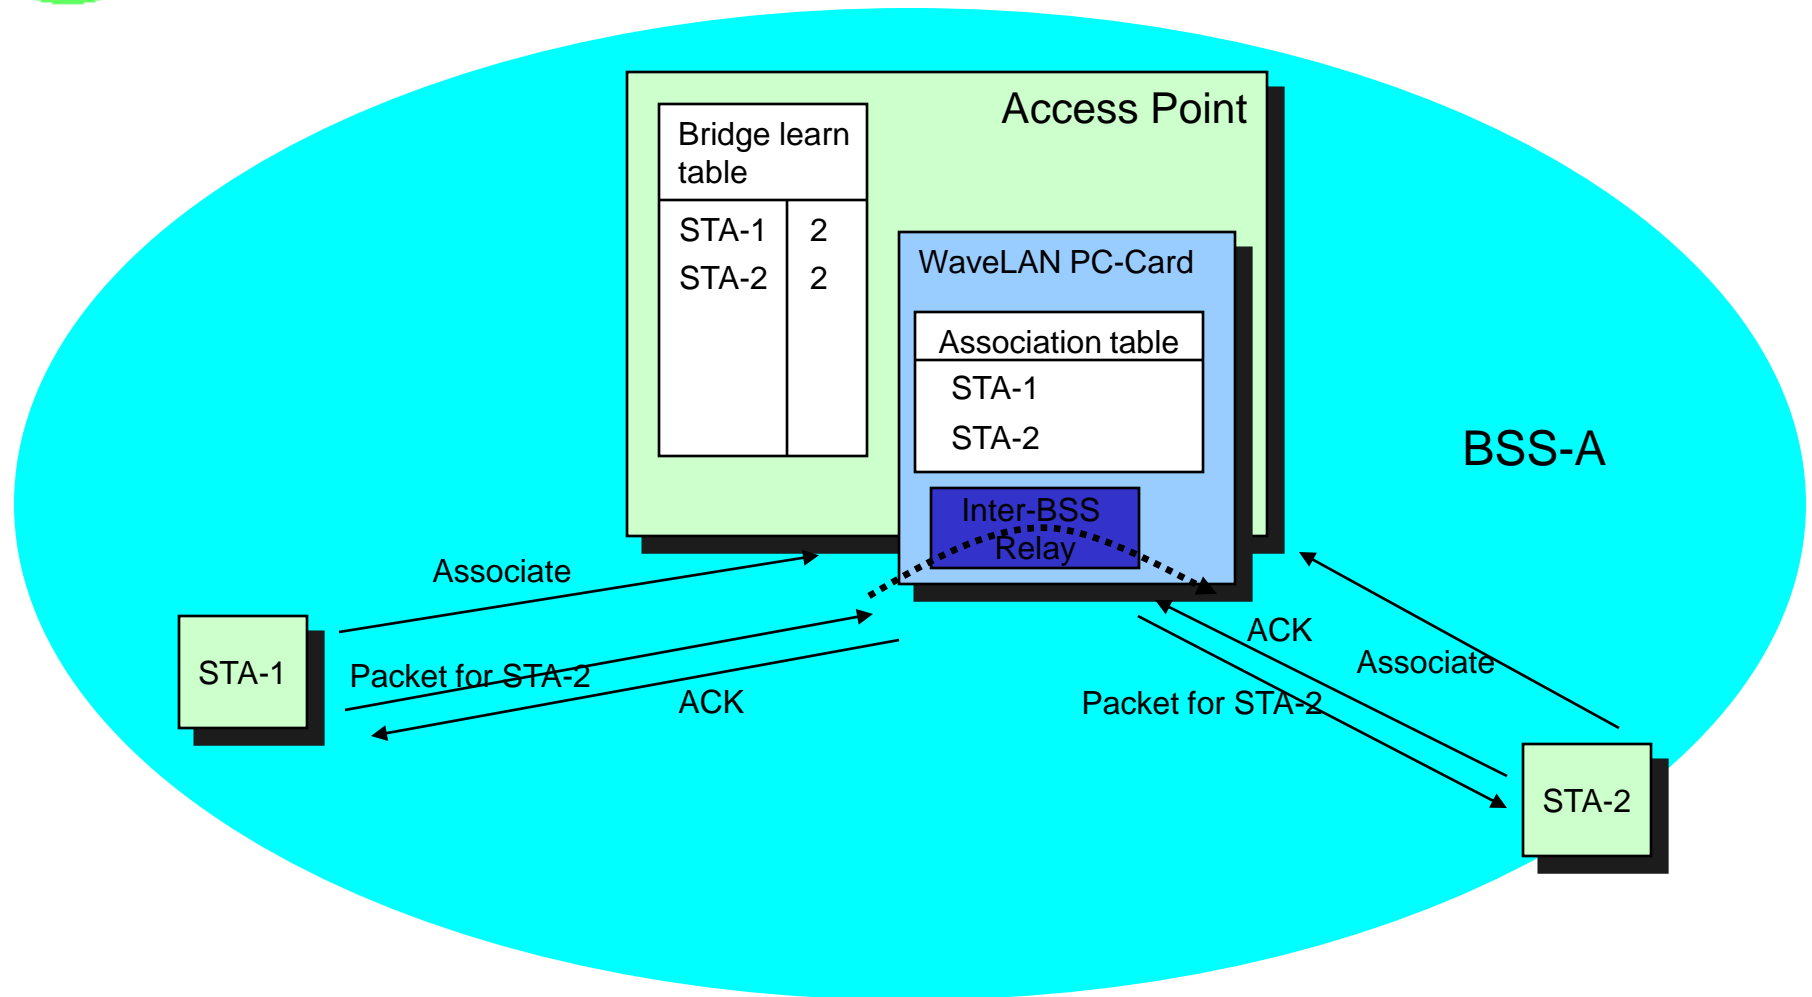 Access Point
Bridge learn
table
STA-1 2
STA-2 2
WaveLAN PC-Card
Association table
STA-1
STA-2
BSS-A
Inter-BSS
Relay
Associate
ACK
Associate
STA-1
Packet for STA-2
ACK
Packet for STA-2
STA-2